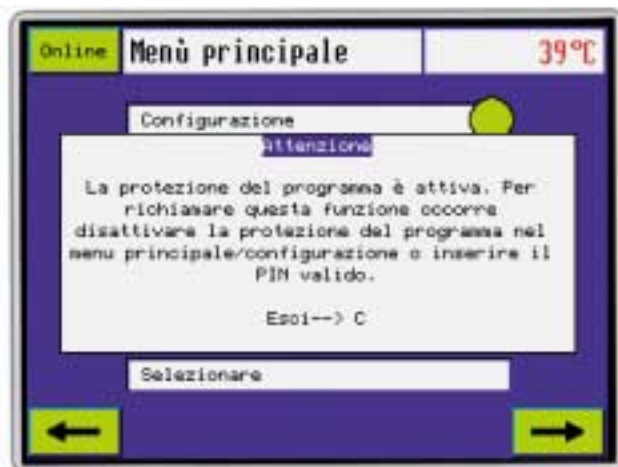 Online
Menù principale
39°C
Configurazione
Attenzione
La protezione del programma è attiva. Per
richiamare questa funzione occorre
disattivare la protezione del programma nel
menu principale/configurazione o inserire il
PIN valido.
Esci--> C
Selezionare